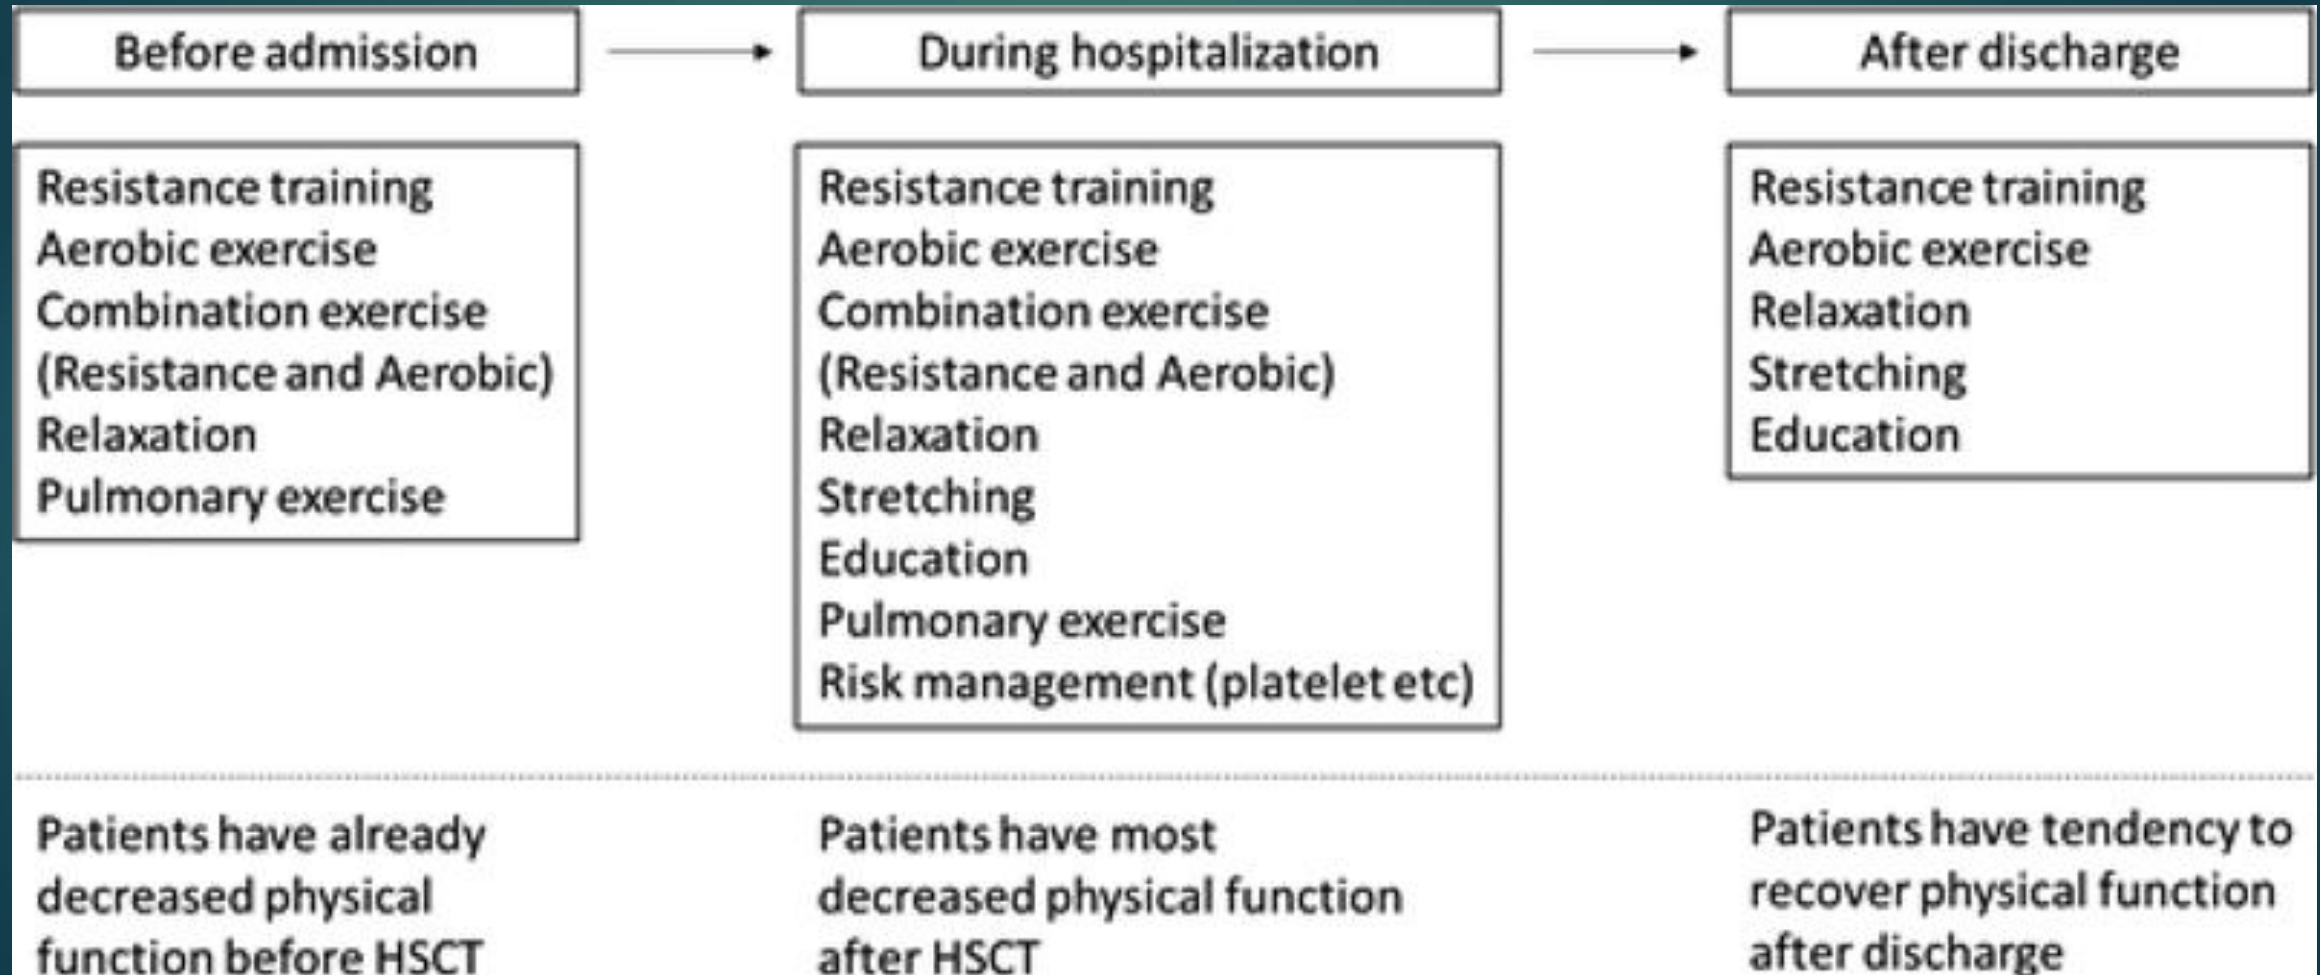 Before admission
During hospitalization
After discharge
Resistance training
Aerobic exercise
Combination exercise
(Resistance and Aerobic)
Relaxation
Pulmonary exercise
Resistance training
Aerobic exercise
Combination exercise
(Resistance and Aerobic)
Relaxation
Stretching
Education
Pulmonary exercise
Risk management (platelet etc)
Resistance training
Aerobic exercise
Relaxation
Stretching
Education
Patients have already
decreased physical
function before HSCT
Patients have most
decreased physical function
after HSCT
Patients have tendency to
recover physical function
after discharge